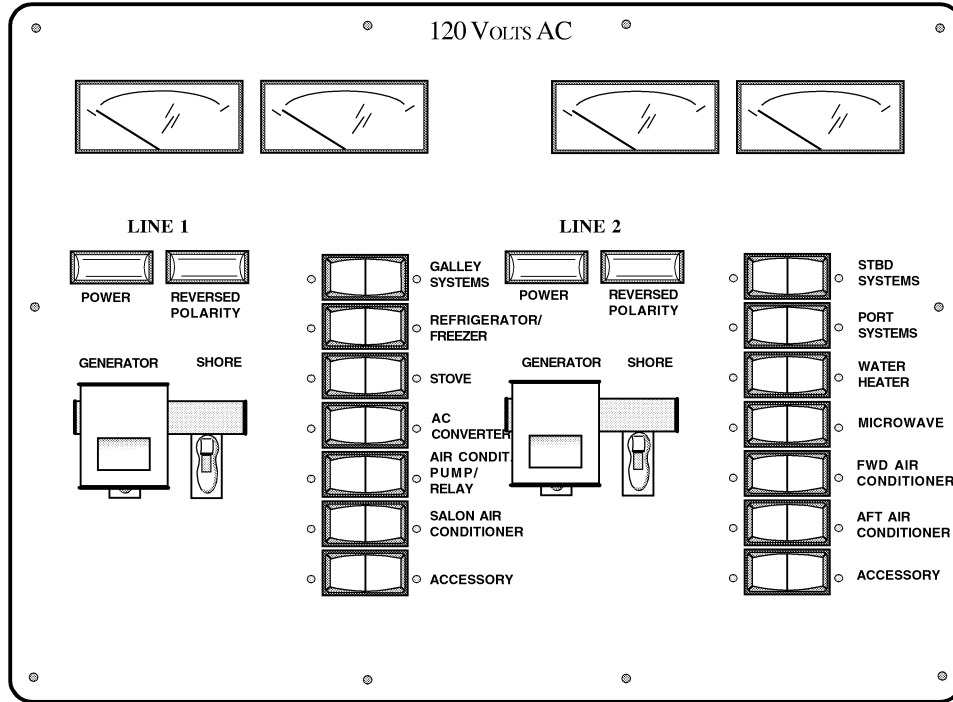 120 VOLTS AC
LINE 1
POWER
REVERSED
POLARITY
GENERATOR
SHORE
GALLEY
SYSTEMS
REFRIGERATOR/
FREEZER
STOVE
AC
CONVERTER
AIR CONDIT.
PUMP/
RELAY
SALON AIR
CONDITIONER
ACCESSORY
LINE 2
POWER
REVERSED
POLARITY
GENERATOR
SHORE
STBD
SYSTEMS
PORT
SYSTEMS
WATER
HEATER
MICROWAVE
FWD AIR
CONDITIONER
AFT AIR
CONDITIONER
ACCESSORY